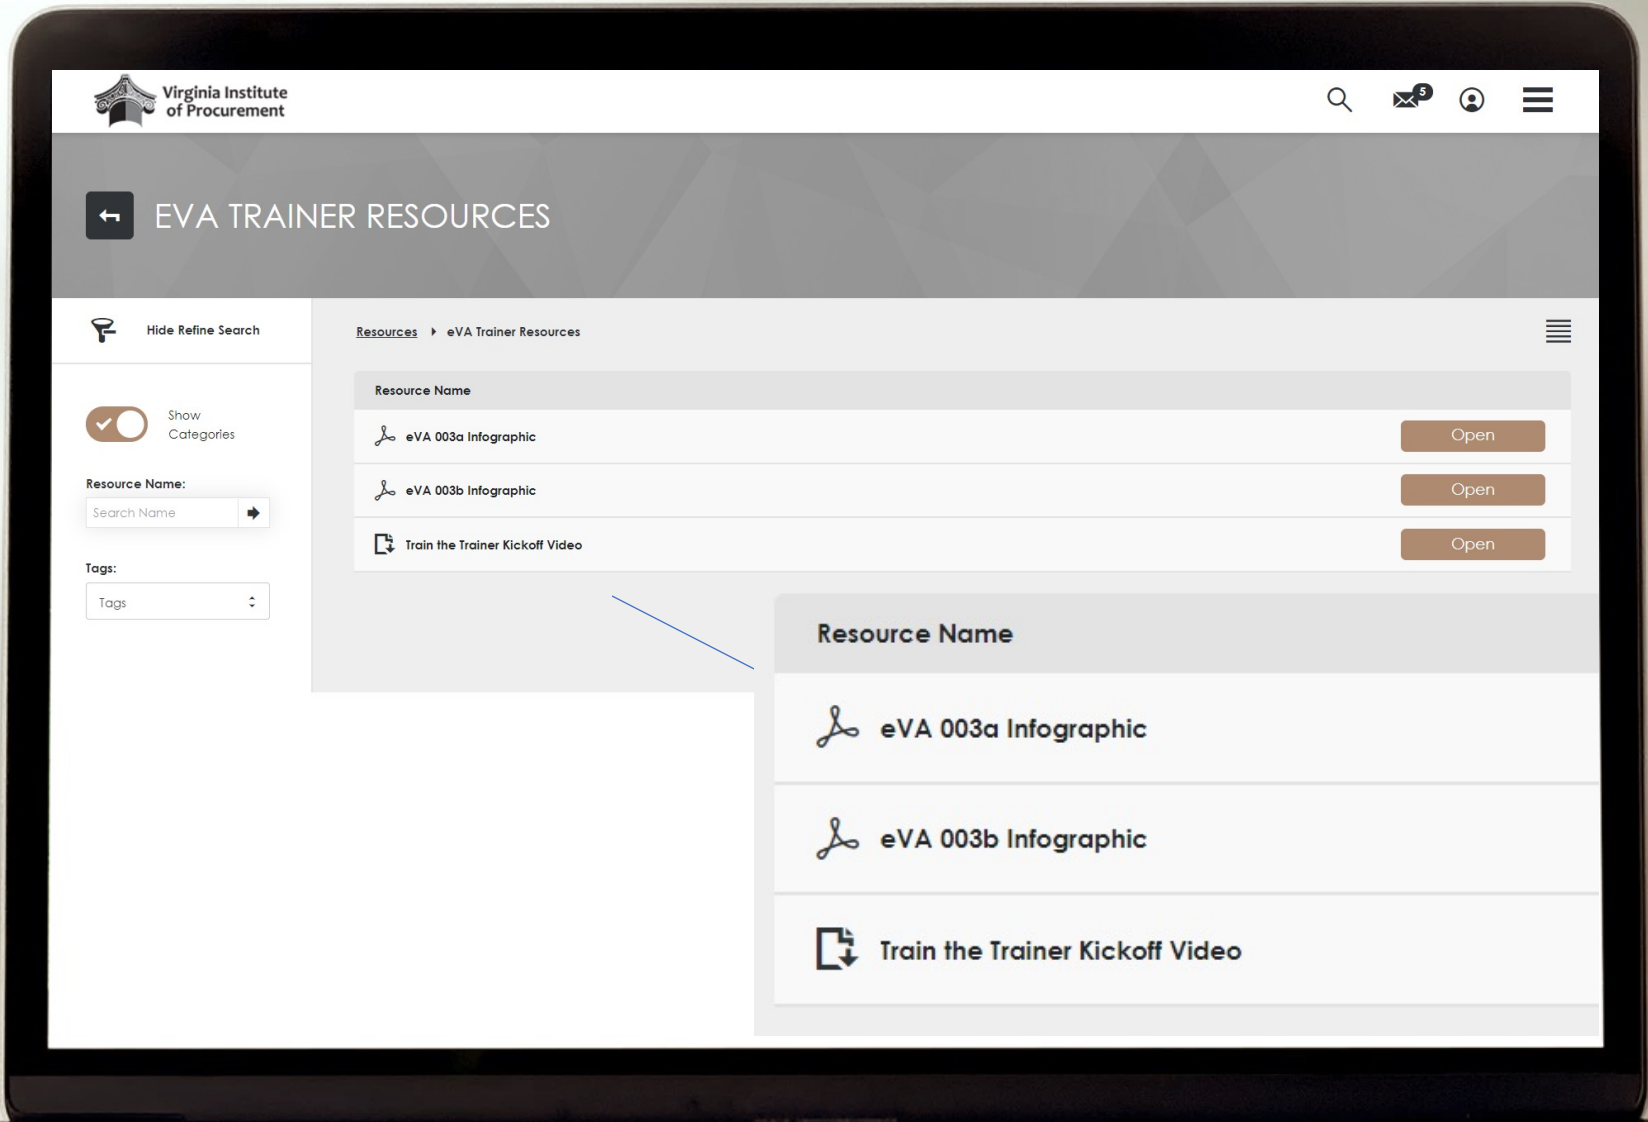 Virginia Institute
of Procurement
5
EVA TRAINER RESOURCES
Hide Refine Search
Resources eVA Trainer Resources
Show
Categories
Resource Name:
Search Name
Tags:
Tags
Resource Name
eVA 003a Infographic Open
eVA 003b Infographic Open
Train the Trainer Kickoff Video Open
Resource Name
eVA 003a Infographic
eVA 003b Infographic
Train the Trainer Kickoff Video